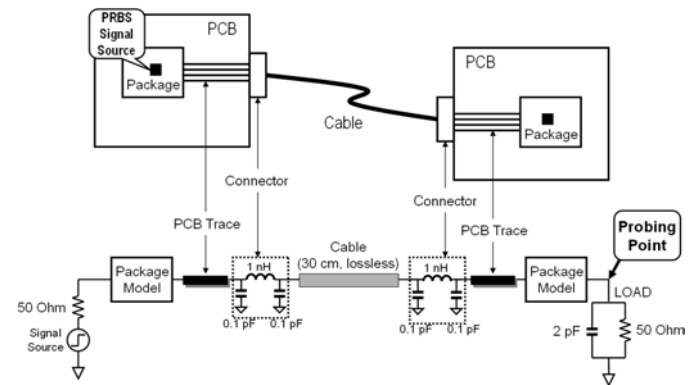 PRBS
Signal
Source
PCB
Package
PCB
Package
Cable
Connector
Connector
PCB Trace
PCB Trace
Probing
Point
Cable
(30 cm, lossless)
1 nH
1 nH
Package
Model
Package
Model
LOAD
50 Ohm
Signal
Source
0.1 pF
0.1 pF
0.1 pF
0.1 pF
2 pF
50 Ohm